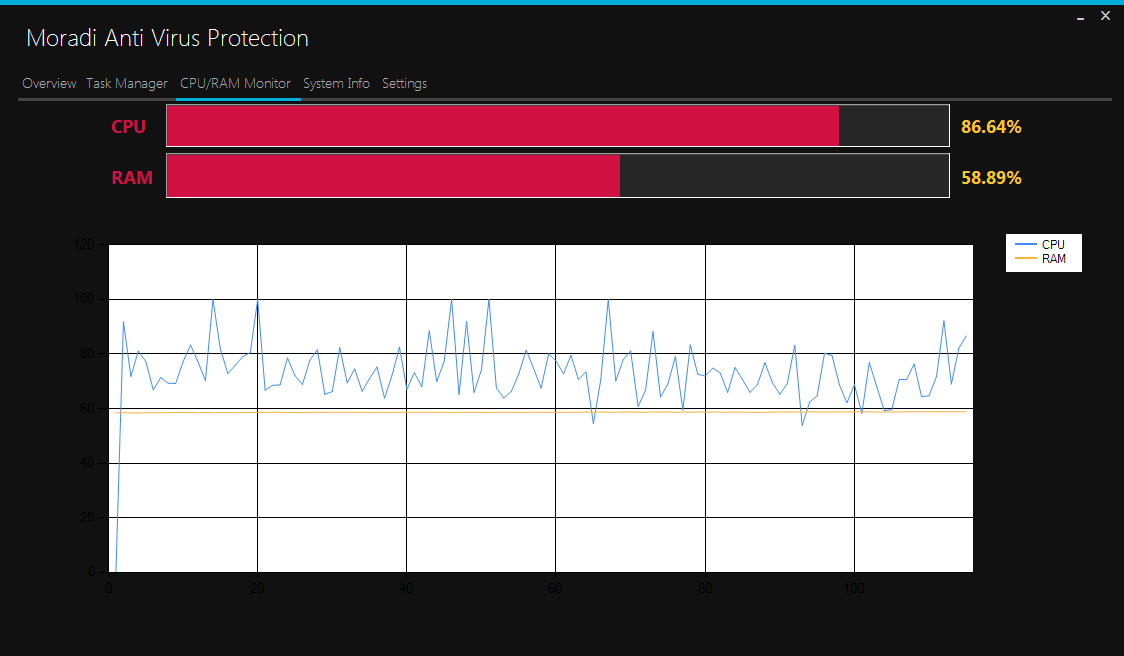 Moradi Anti Virus Protection
Overview Task Manager CPU/RAM Monitor System Info Settings
CPU 86.64%
RAM 58.89%
CPU
RAM
120
100
80
60
40
20
0
0 20 40 60 80 100